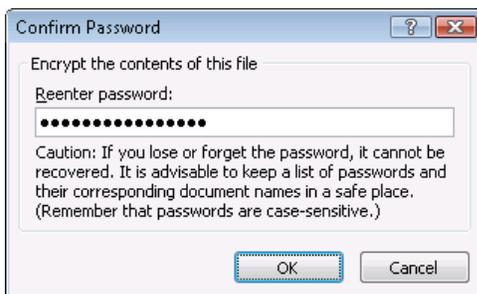 Confirm Password
?
Encrypt the contents of this file
Reenter password:
●●●●●●●●●●●●●●●●
Caution: If you lose or forget the password, it cannot be
recovered. It is advisable to keep a list of passwords and
their corresponding document names in a safe place.
(Remember that passwords are case-sensitive.)
OK Cancel